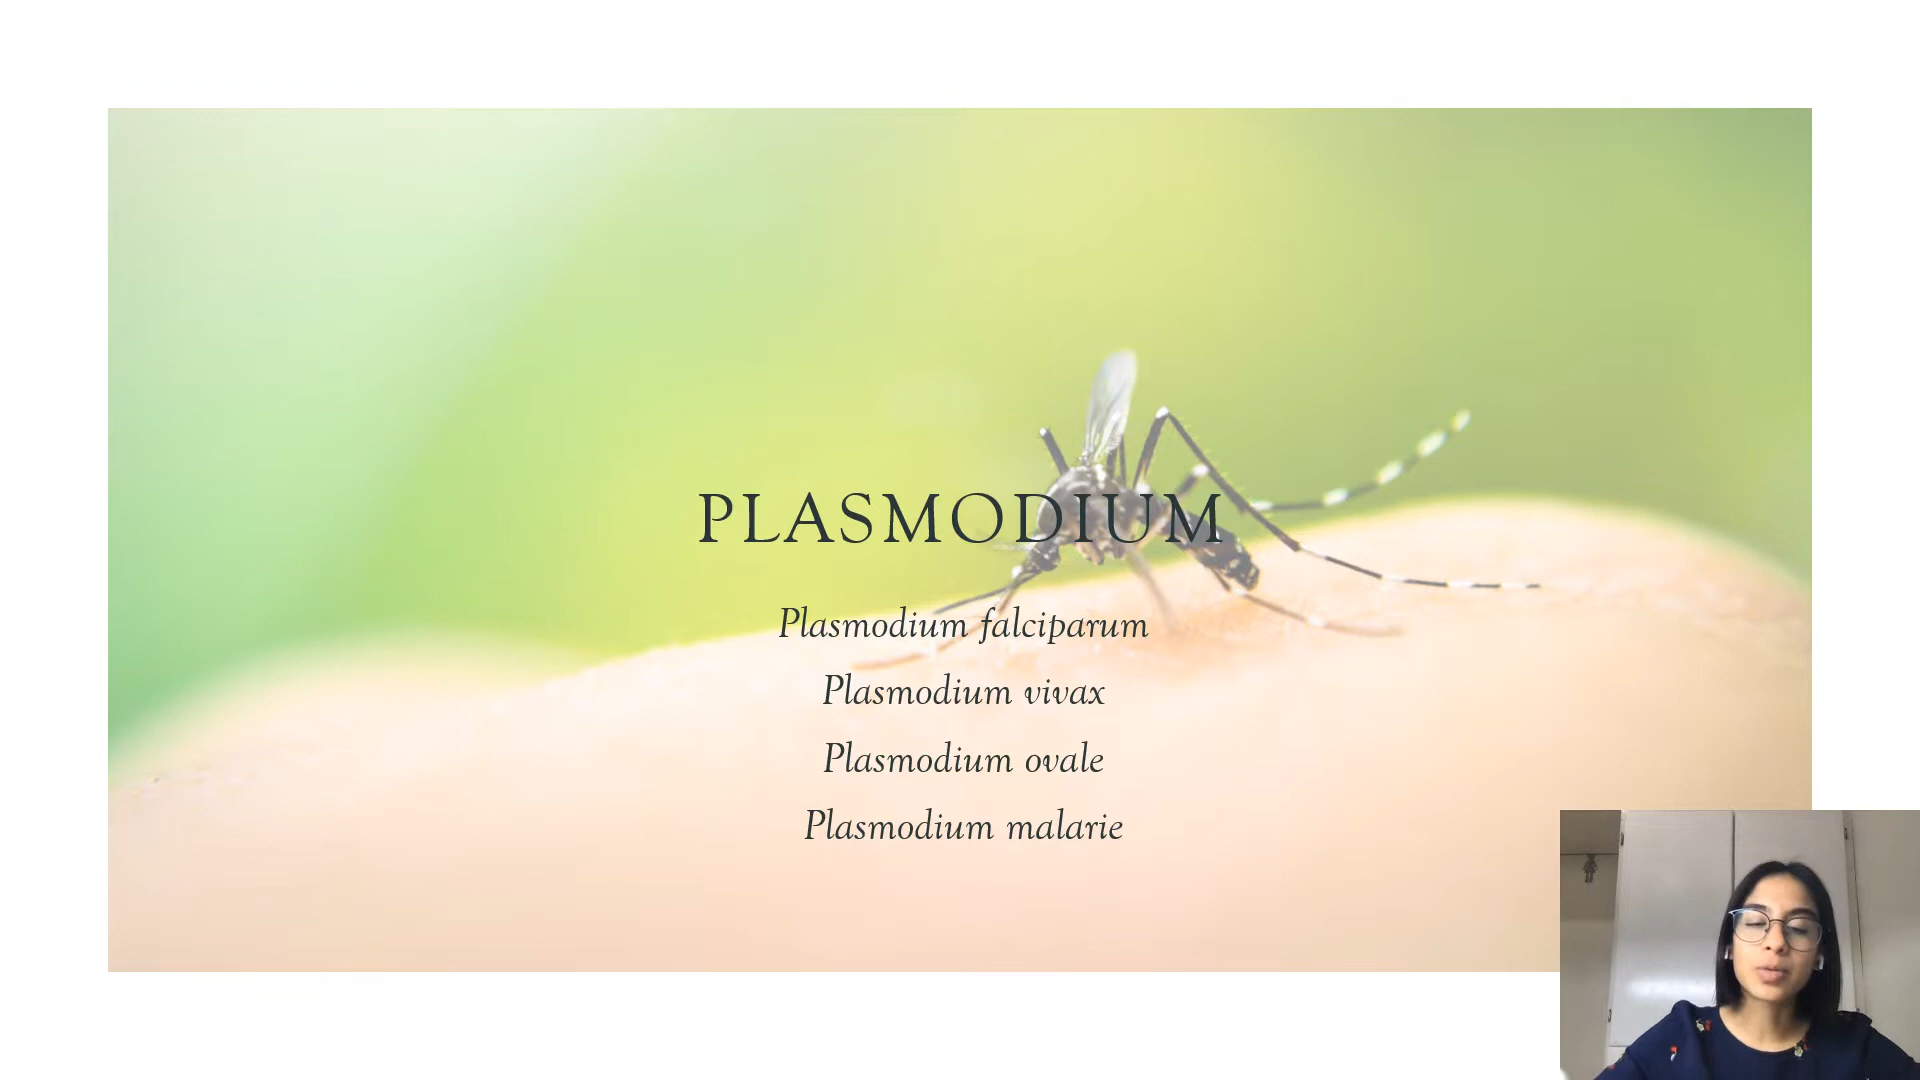 PLASMODIUM
Plasmodium falciparum
Plasmodium vivax
Plasmodium ovale
Plasmodium malarie